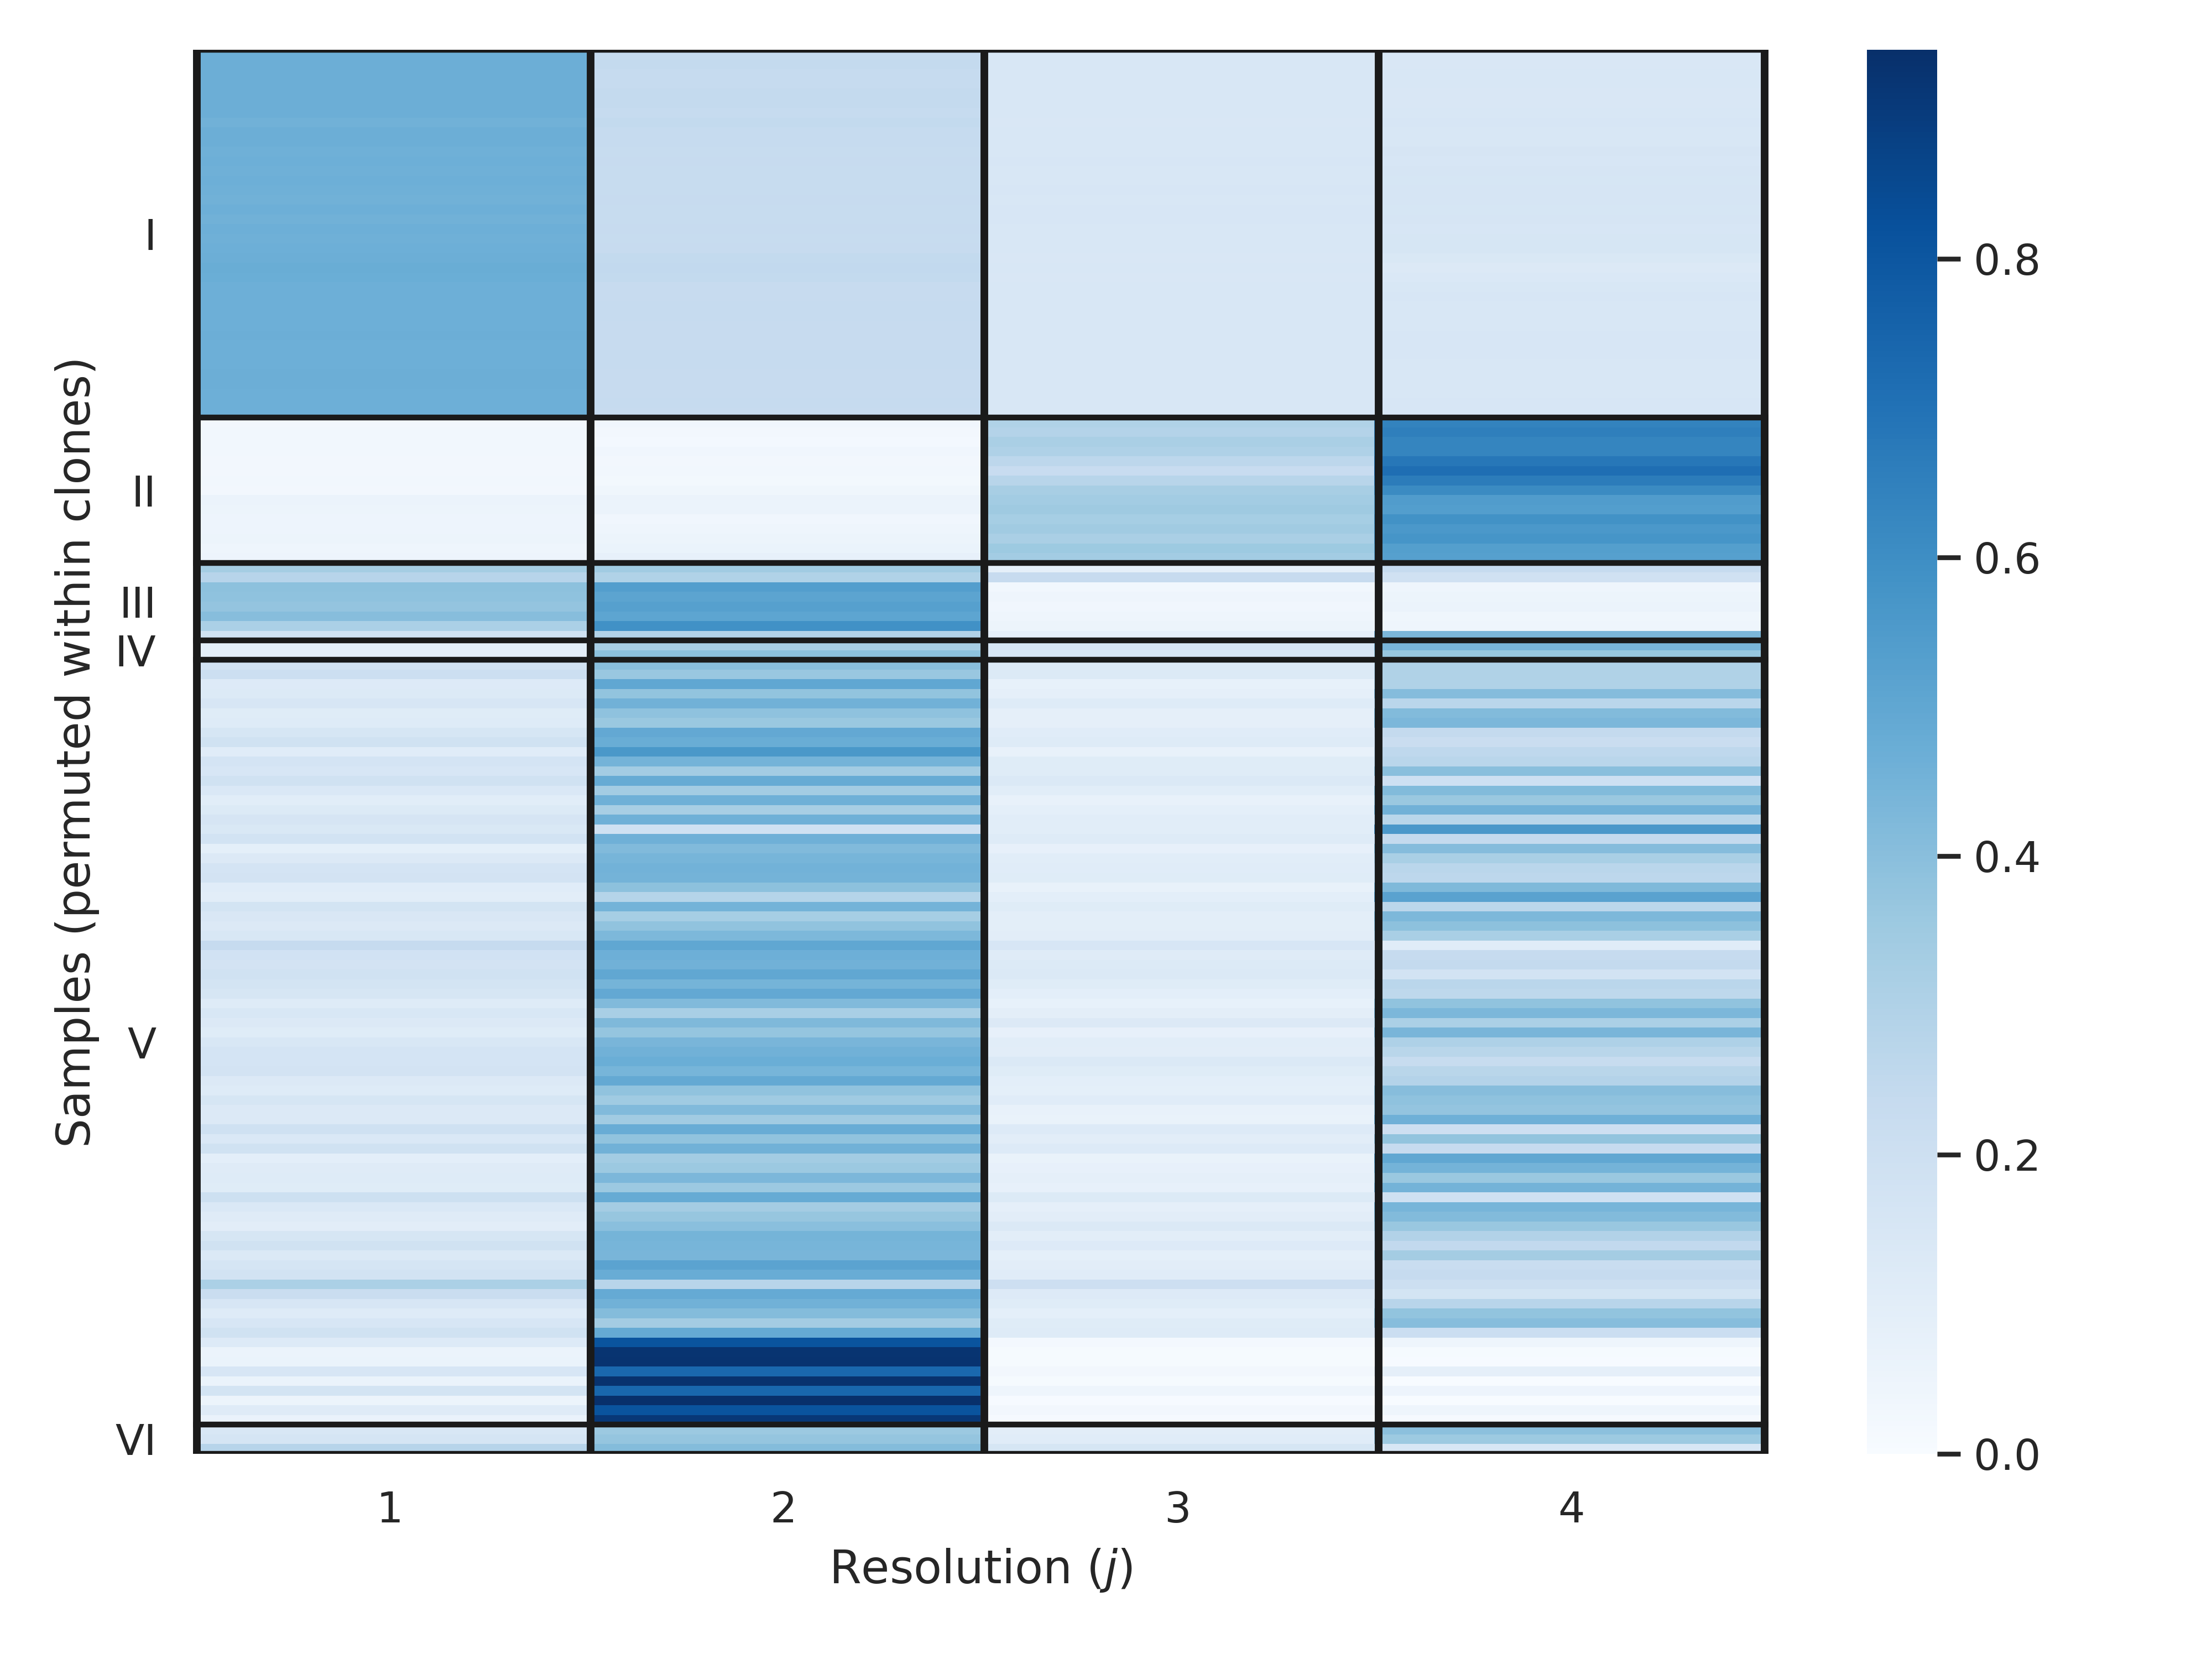 Samples (permuted within clones)
I
II
III
IV
V
VI
1
2
3
4
Resolution (j)
0.8
0.6
0.4
0.2
0.0